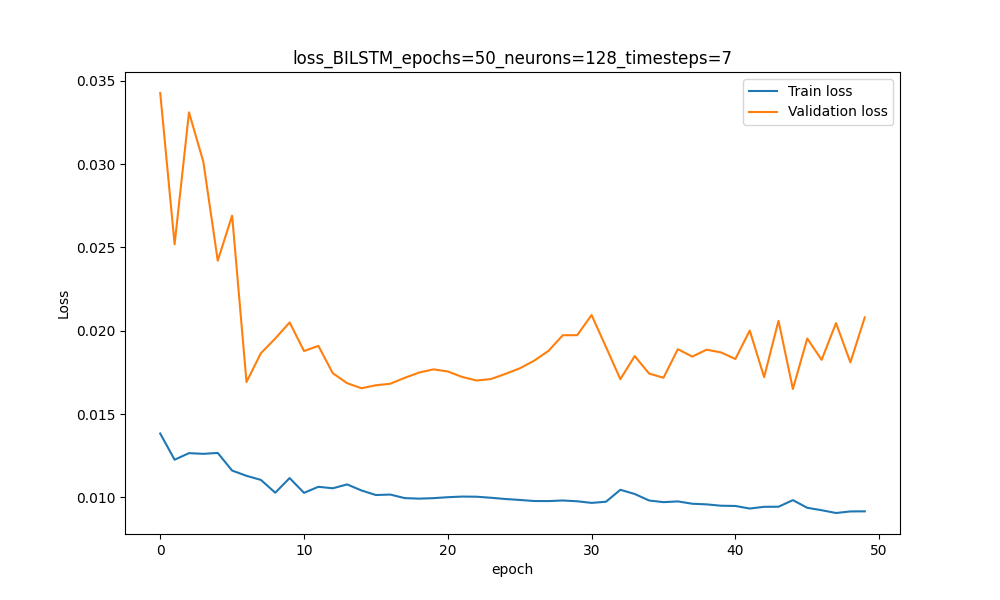 loss_BILSTM_epochs=50_neurons=128_timesteps=7
Train loss
Validation loss
0.035
0.030
0.025
0.020
0.015
0.010
Loss
0 10 20 30 40 50
epoch